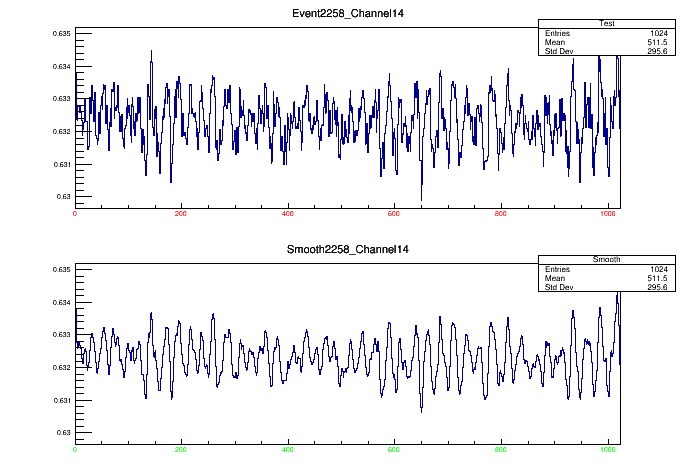 Event2258_Channel14
Test
Entries 1024
Mean 511.5
Std Dev 295.6
0.635
0.634
0.633
0.632
0.631
0.63
0 200 400 600 800 1000
Smooth2258_Channel14
Smooth
Entries 1024
Mean 511.5
Std Dev 295.6
0.635
0.634
0.633
0.632
0.631
0.63
0 200 400 600 800 1000